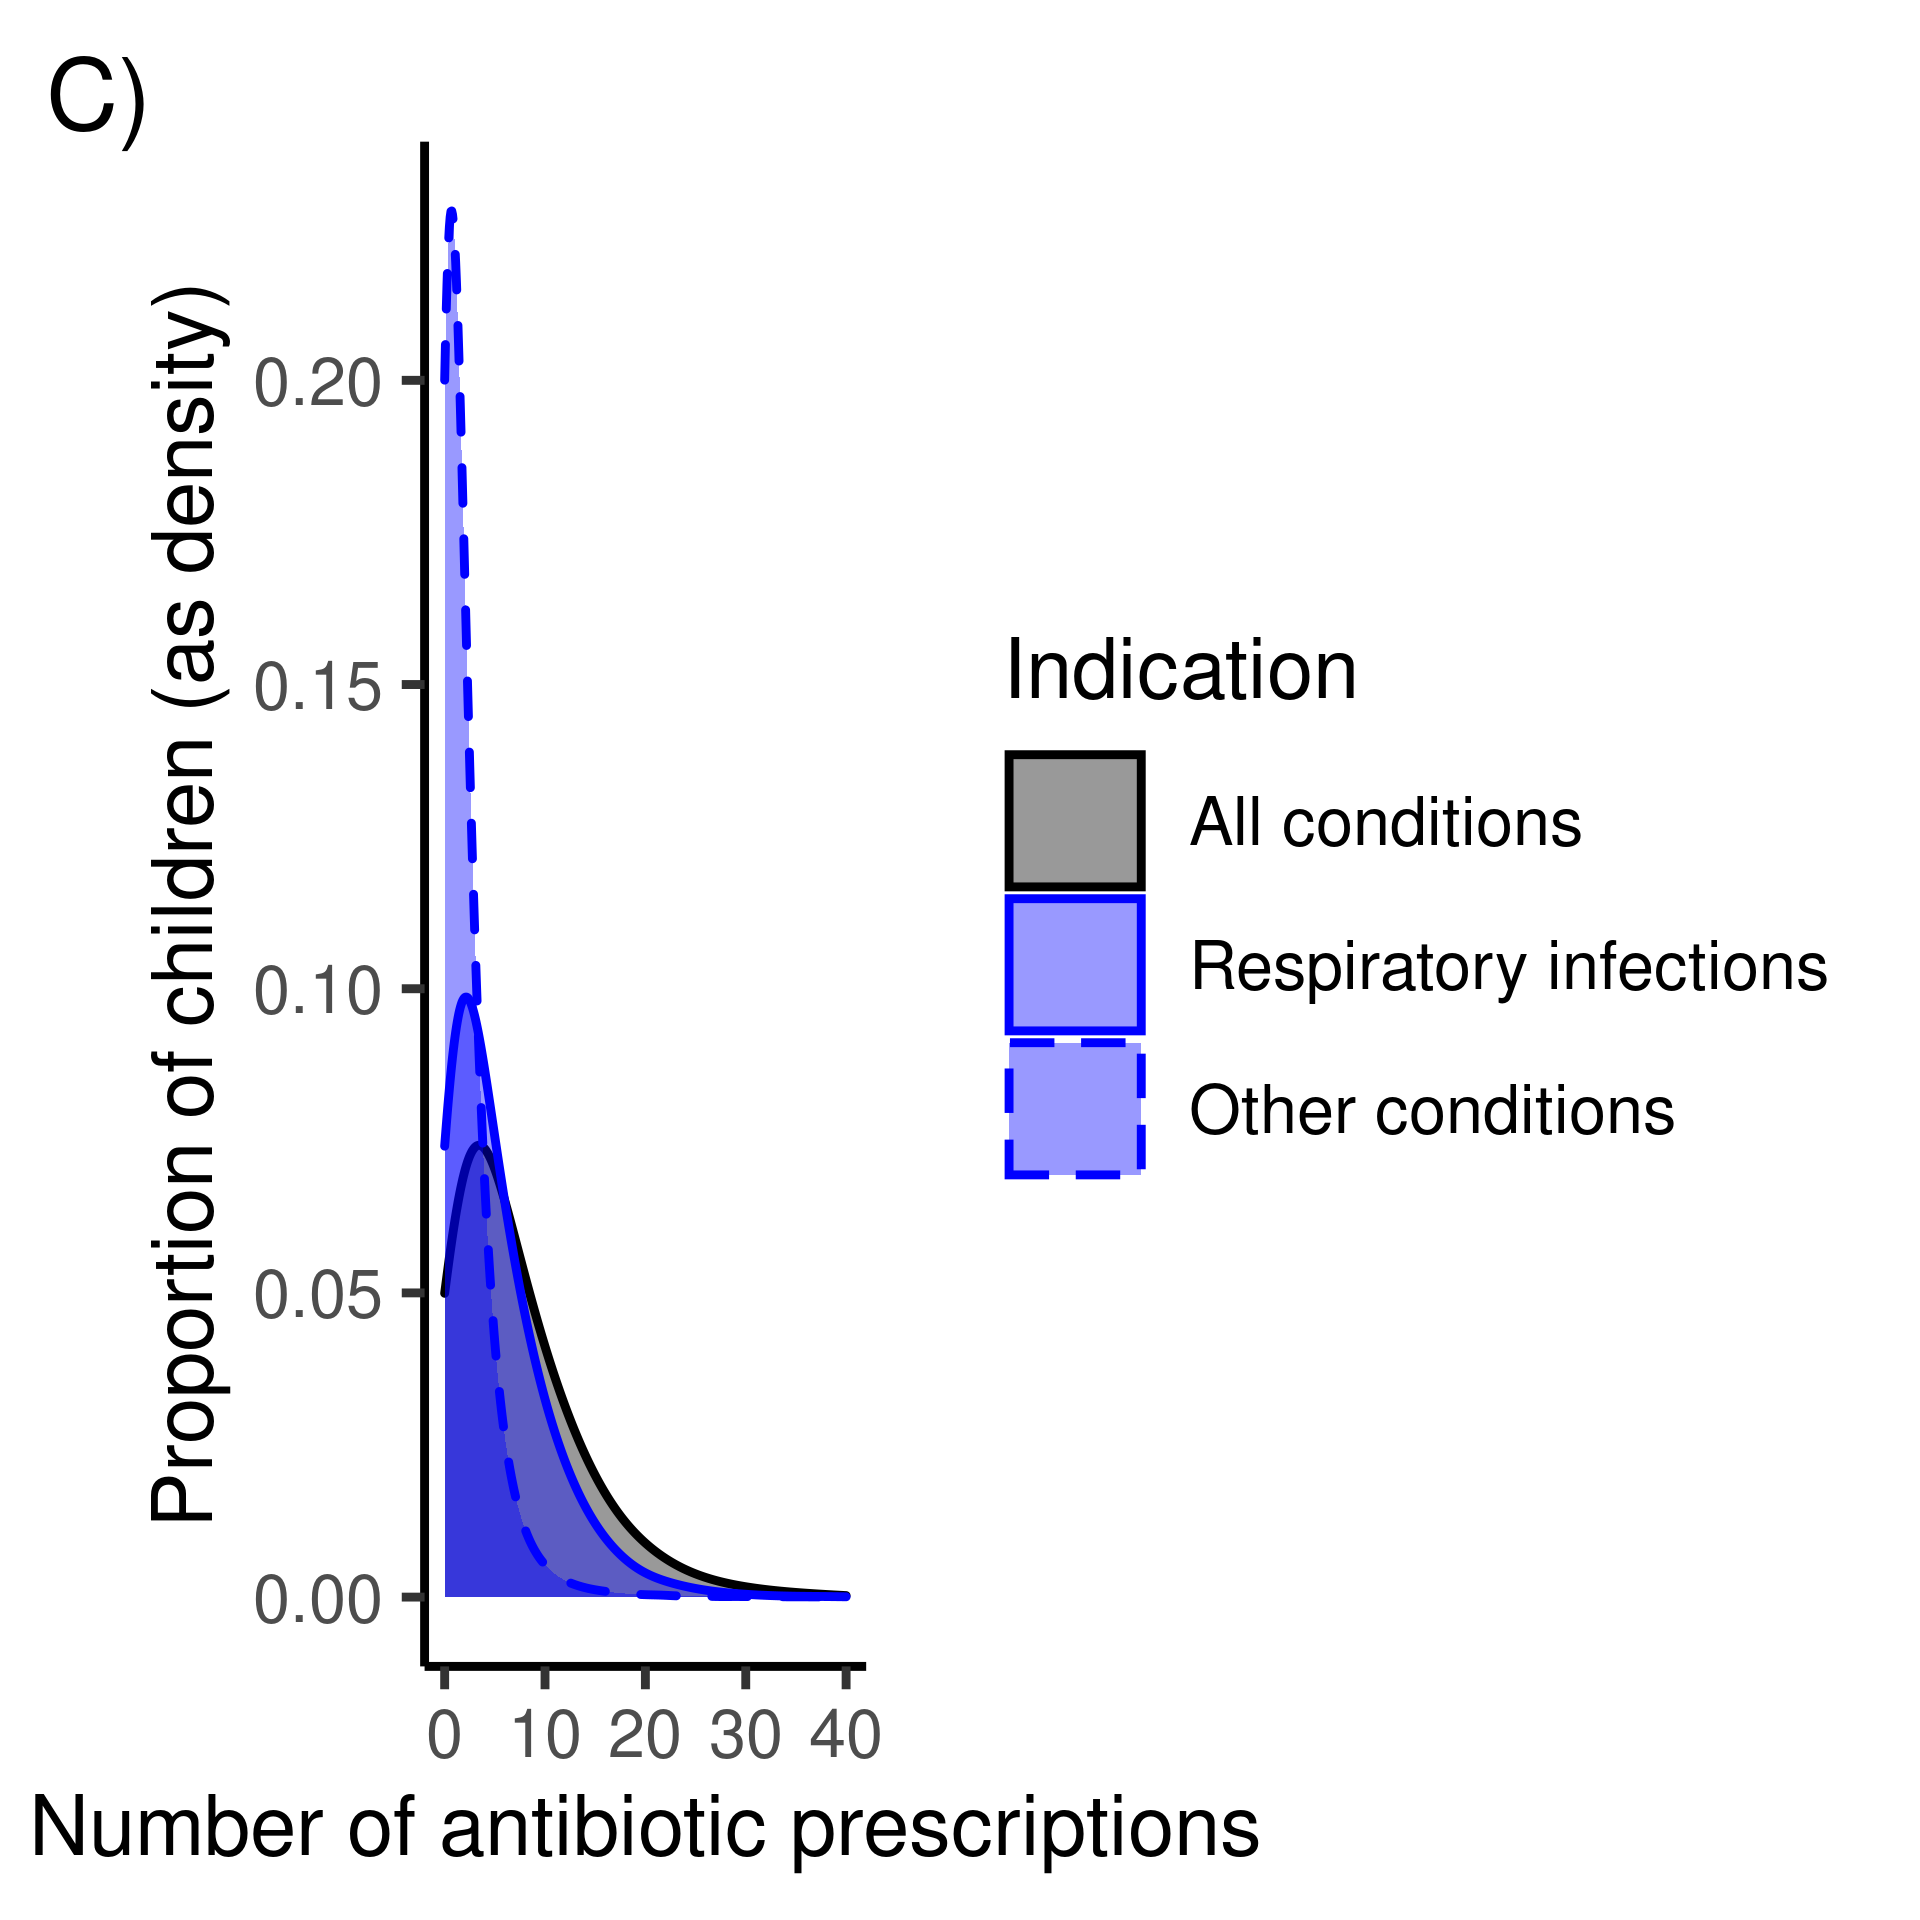 C)
Proportion of children (as density)
0.20
0.15
0.10
0.05
0.00
0 10 20 30 40
Number of antibiotic prescriptions
Indication
All conditions
Respiratory infections
Other conditions